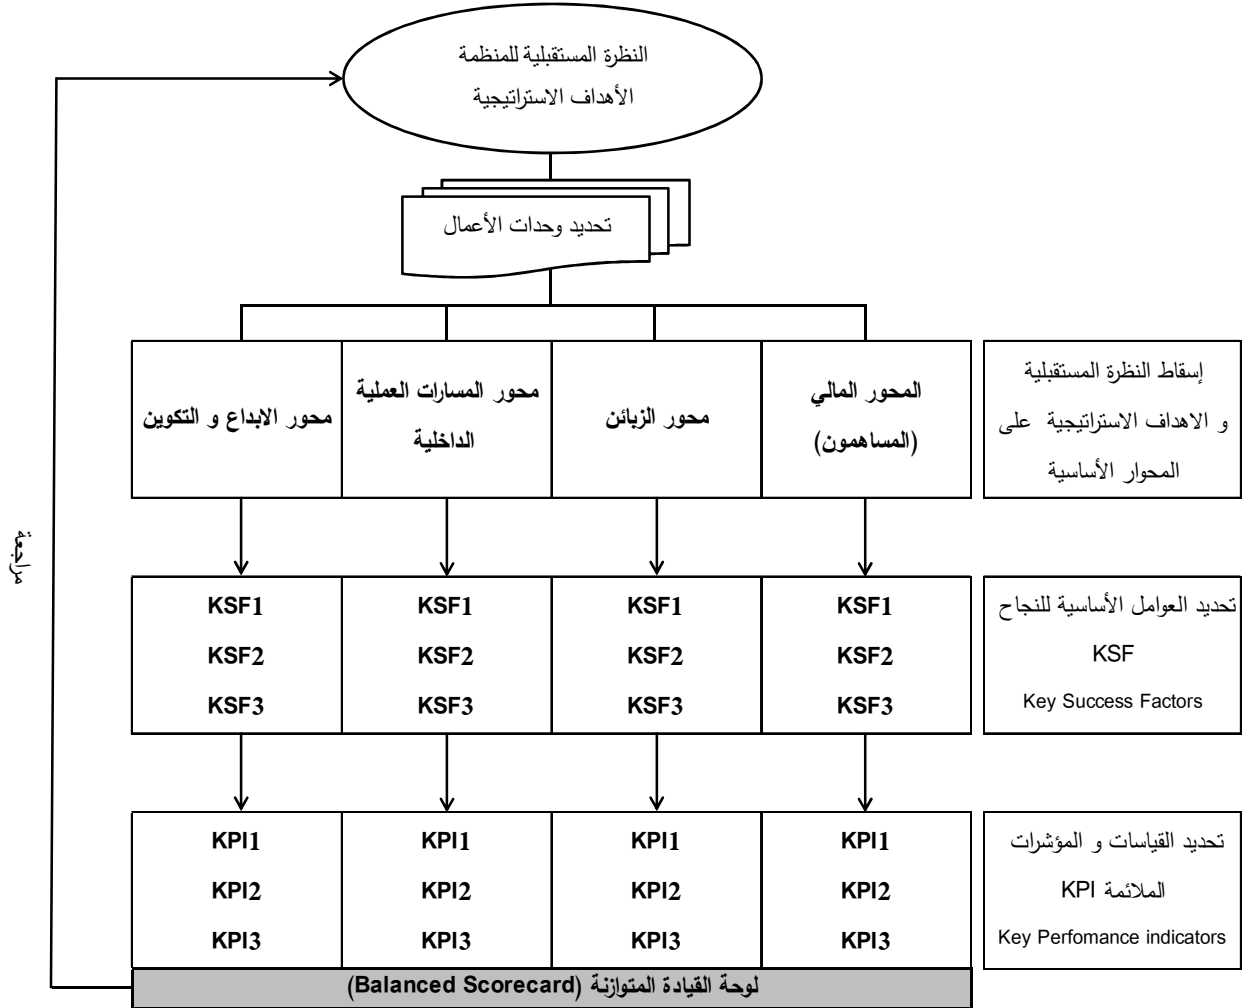 النظرة المستقبلية للمنظمة
الأهداف الاستراتيجية
تحديد وحدات الأعمال
إسقاط النظرة المستقبلية
و الاهداف الاستراتيجية على
المحوار الأساسية
المحور المالي
(المساهمون)
محور الزبائن
محور المسارات العملية
الداخلية
محور الابداع و التكوين
مراجعة
تحديد العوامل الأساسية للنجاح
KSF
Key Success Factors
KSF1
KSF2
KSF3
KSF1
KSF2
KSF3
KSF1
KSF2
KSF3
KSF1
KSF2
KSF3
تحديد القياسات و المؤشرات
الملائمة KPI
Key Perfomance indicators
KPI1
KPI2
KPI3
KPI1
KPI2
KPI3
KPI1
KPI2
KPI3
KPI1
KPI2
KPI3
لوحة القيادة المتوازنة (Balanced Scorecard)